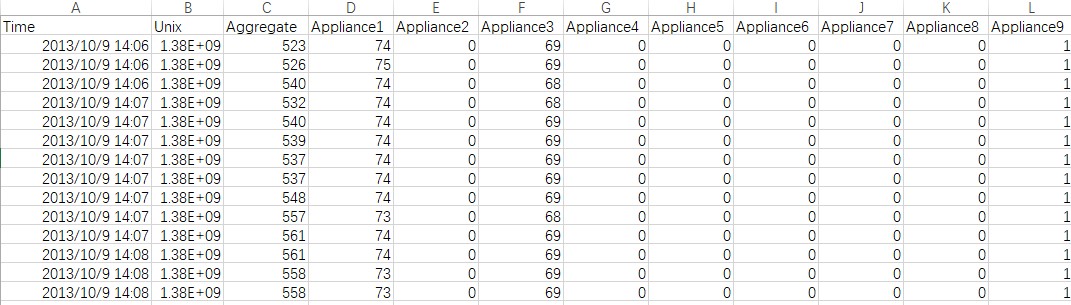 A B C D E F G H I J K L
Time Unix Aggregate Appliance1 Appliance2 Appliance3 Appliance4 Appliance5 Appliance6 Appliance7 Appliance8 Appliance9
2013/10/9 14:06 1.38E+09 523 74 0 69 0 0 0 0 0 1
2013/10/9 14:06 1.38E+09 526 75 0 69 0 0 0 0 0 1
2013/10/9 14:06 1.38E+09 540 74 0 68 0 0 0 0 0 1
2013/10/9 14:07 1.38E+09 532 74 0 68 0 0 0 0 0 1
2013/10/9 14:07 1.38E+09 540 74 0 69 0 0 0 0 0 1
2013/10/9 14:07 1.38E+09 539 74 0 69 0 0 0 0 0 1
2013/10/9 14:07 1.38E+09 537 74 0 69 0 0 0 0 0 1
2013/10/9 14:07 1.38E+09 537 74 0 69 0 0 0 0 0 1
2013/10/9 14:07 1.38E+09 548 74 0 69 0 0 0 0 0 1
2013/10/9 14:07 1.38E+09 557 73 0 68 0 0 0 0 0 1
2013/10/9 14:07 1.38E+09 561 74 0 69 0 0 0 0 0 1
2013/10/9 14:08 1.38E+09 561 74 0 69 0 0 0 0 0 1
2013/10/9 14:08 1.38E+09 558 73 0 69 0 0 0 0 0 1
2013/10/9 14:08 1.38E+09 558 73 0 69 0 0 0 0 0 1